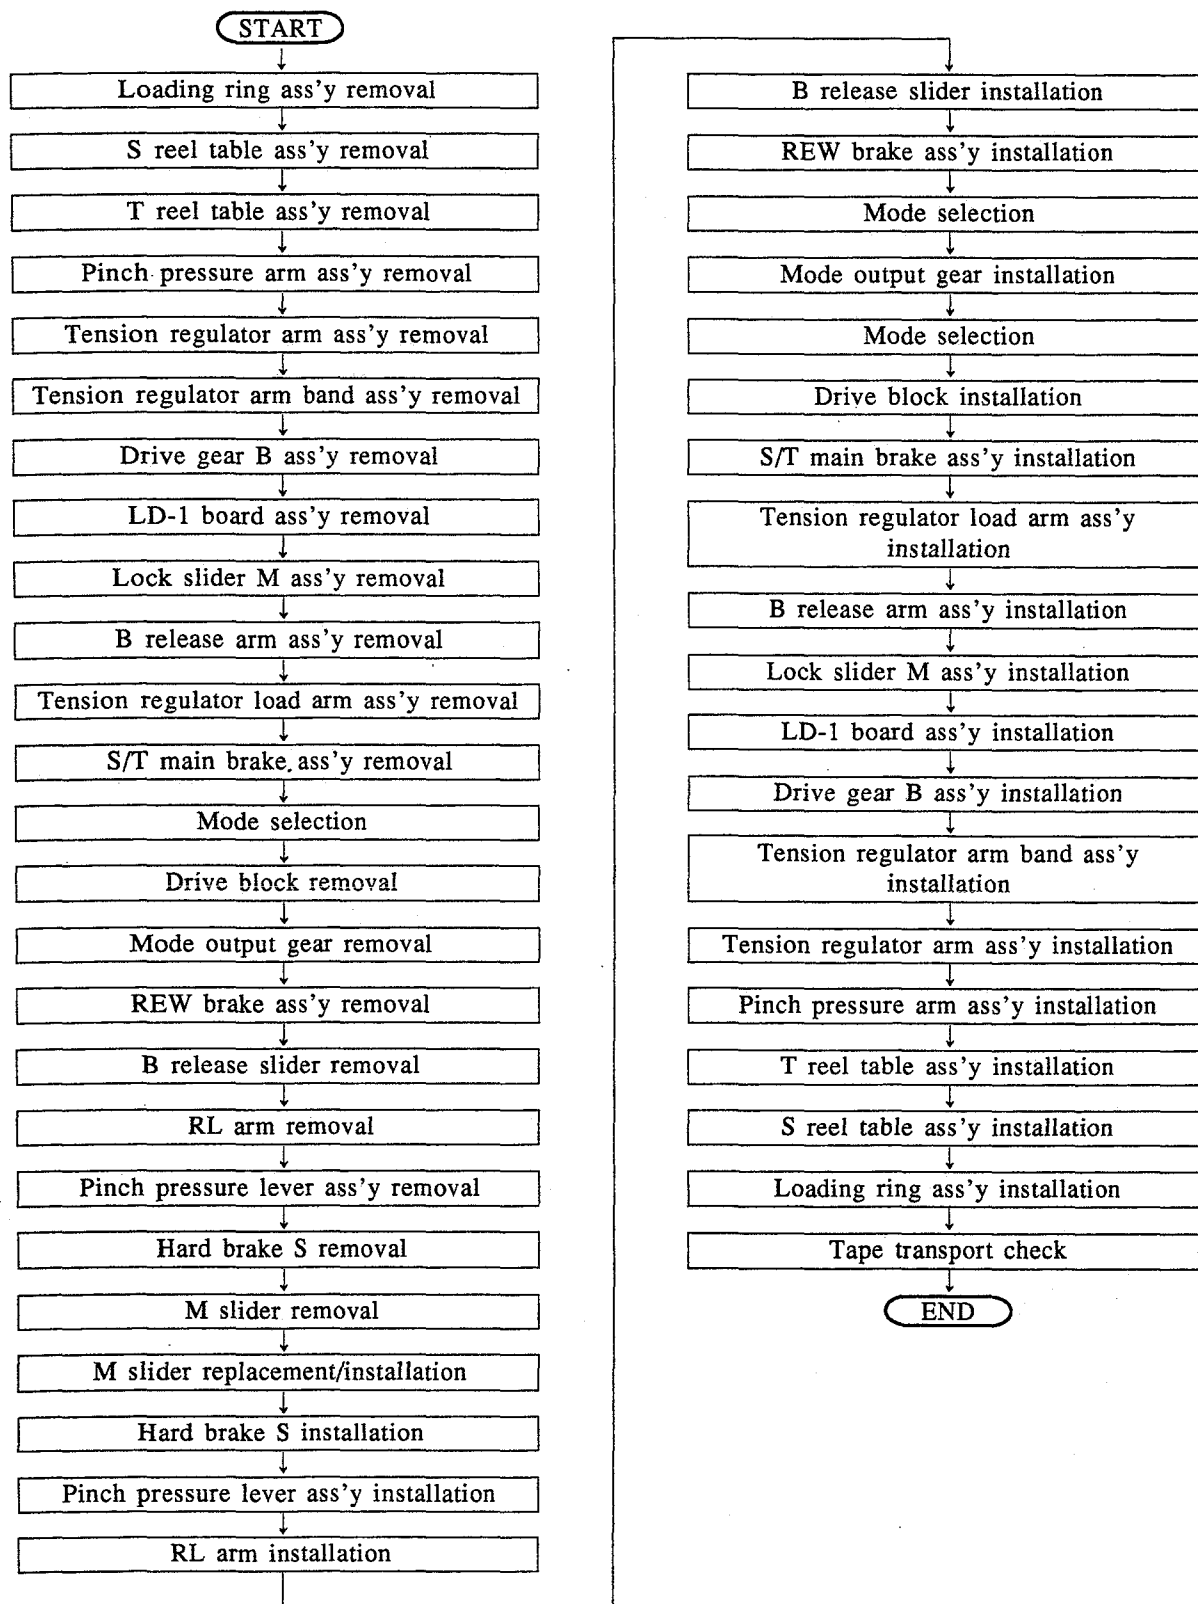 START
Loading ring ass'y removal
S reel table ass'y removal
T reel table ass'y removal
Pinch pressure arm ass'y removal
Tension regulator arm ass'y removal
Tension regulator arm band ass'y removal
Drive gear B ass'y removal
LD-1 board ass'y removal
Lock slider M ass'y removal
B release arm ass'y removal
Tension regulator load arm ass'y removal
S/T main brake ass'y removal
Mode selection
Drive block removal
Mode output gear removal
REW brake ass'y removal
B release slider removal
RL arm removal
Pinch pressure lever ass'y removal
Hard brake S removal
M slider removal
M slider replacement/installation
Hard brake S installation
Pinch pressure lever ass'y installation
RL arm installation
B release slider installation
REW brake ass'y installation
Mode selection
Mode output gear installation
Mode selection
Drive block installation
S/T main brake ass'y installation
Tension regulator load arm ass'y
installation
B release arm ass'y installation
Lock slider M ass'y installation
LD-1 board ass'y installation
Drive gear B ass'y installation
Tension regulator arm band ass'y
installation
Tension regulator arm ass'y installation
Pinch pressure arm ass'y installation
T reel table ass'y installation
S reel table ass'y installation
Loading ring ass'y installation
Tape transport check
END